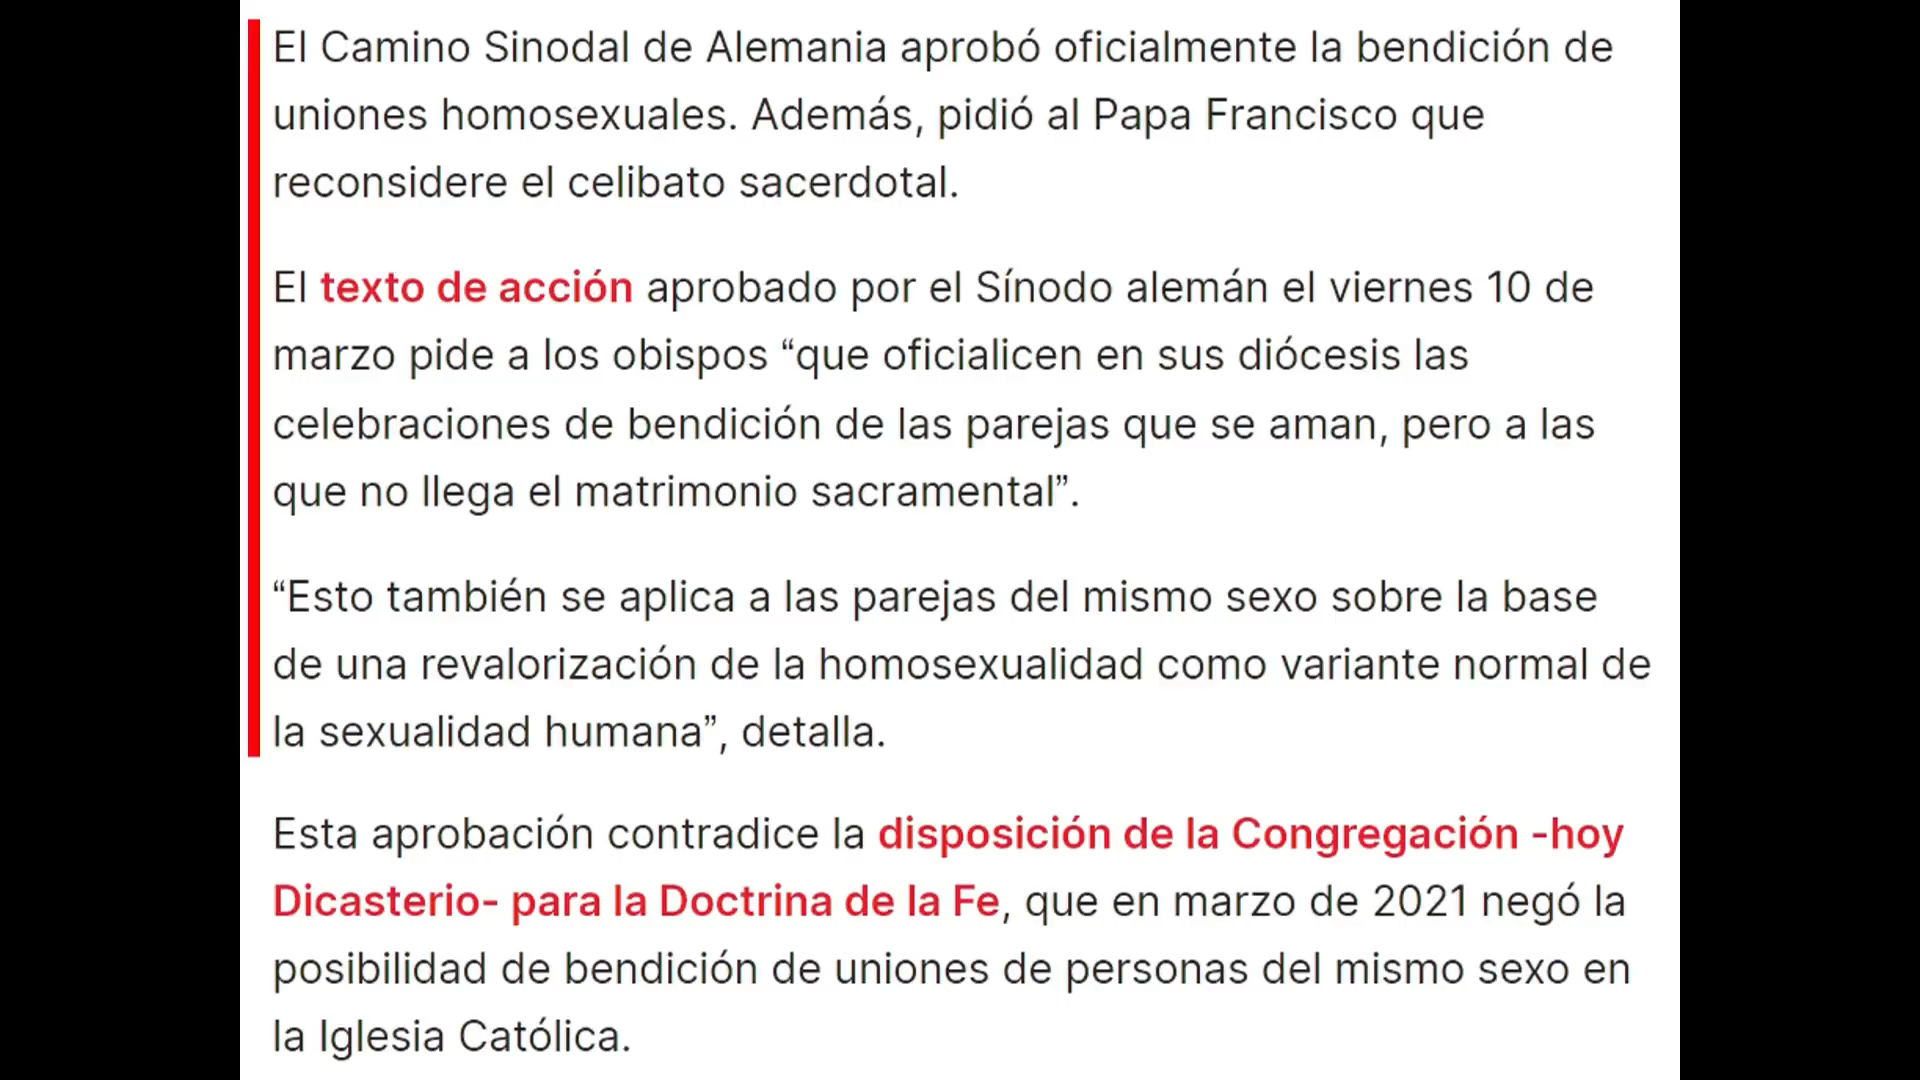 El Camino Sinodal de Alemania aprobó oficialmente la bendición de
uniones homosexuales. Además, pidió al Papa Francisco que
reconsidere el celibato sacerdotal.
El texto de acción aprobado por el Sínodo alemán el viernes 10 de
marzo pide a los obispos “que oficialicen en sus diócesis las
celebraciones de bendición de las parejas que se aman, pero a las
que no llega el matrimonio sacramental”.
“Esto también se aplica a las parejas del mismo sexo sobre la base
de una revalorización de la homosexualidad como variante normal de
la sexualidad humana”, detalla.
Esta aprobación contradice la disposición de la Congregación -hoy
Dicasterio- para la Doctrina de la Fe, que en marzo de 2021 negó la
posibilidad de bendición de uniones de personas del mismo sexo en
la Iglesia Católica.